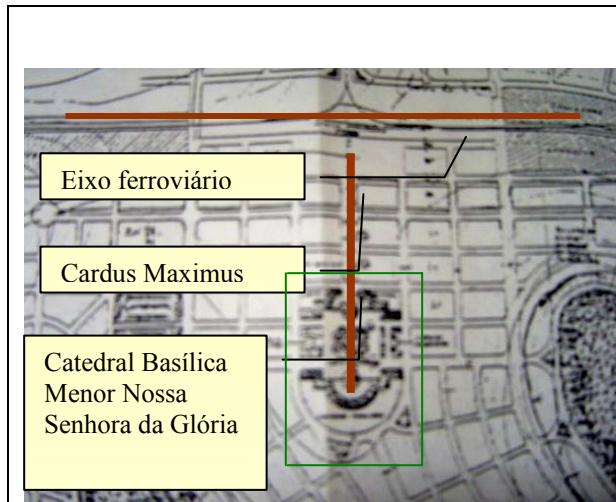 Eixo ferroviário
Cardus Maximus
Catedral Basílica
Menor Nossa
Senhora da Glória